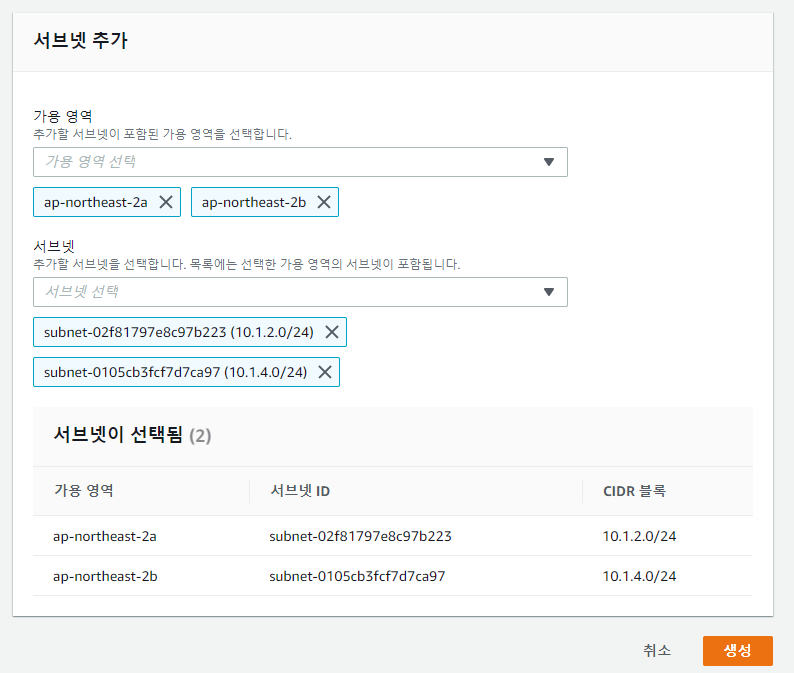 서브넷 추가
가용 영역
추가할 서브넷이 포함된 가용 영역을 선택합니다.
가용 영역 선택
ap-northeast-2a ap-northeast-2b
서브넷
추가할 서브넷을 선택합니다. 목록에는 선택한 가용 영역의 서브넷이 포함됩니다.
서브넷 선택
subnet-02f81797e8c97b223 (10.1.2.0/24)
subnet-0105cb3fcf7d7ca97 (10.1.4.0/24)
서브넷이 선택됨 (2)
가용 영역 서브넷 ID CIDR 블록
ap-northeast-2a subnet-02f81797e8c97b223 10.1.2.0/24
ap-northeast-2b subnet-0105cb3fcf7d7ca97 10.1.4.0/24
취소 생성